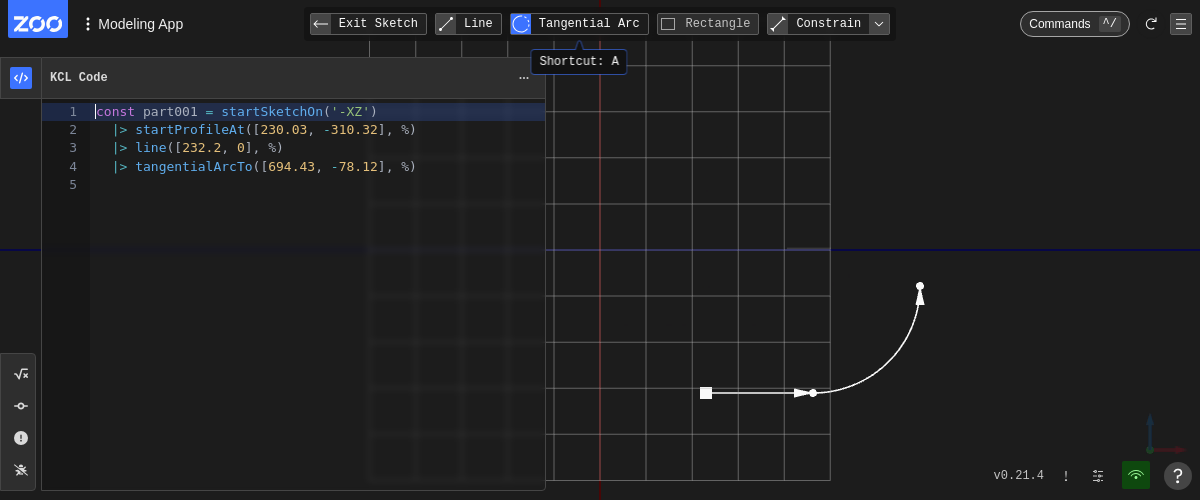 ZOO
Modeling App
Exit Sketch
Line
Tangential Arc
Rectangle
Constrain
Commands ^/
Shortcut: A
KCL Code
...
1 const part001 = startSketchOn('-XZ')
2   |> startProfileAt([230.03, -310.32], %)
3   |> line([232.2, 0], %)
4   |> tangentialArcTo([694.43, -78.12], %)
5
v0.21.4
!
?